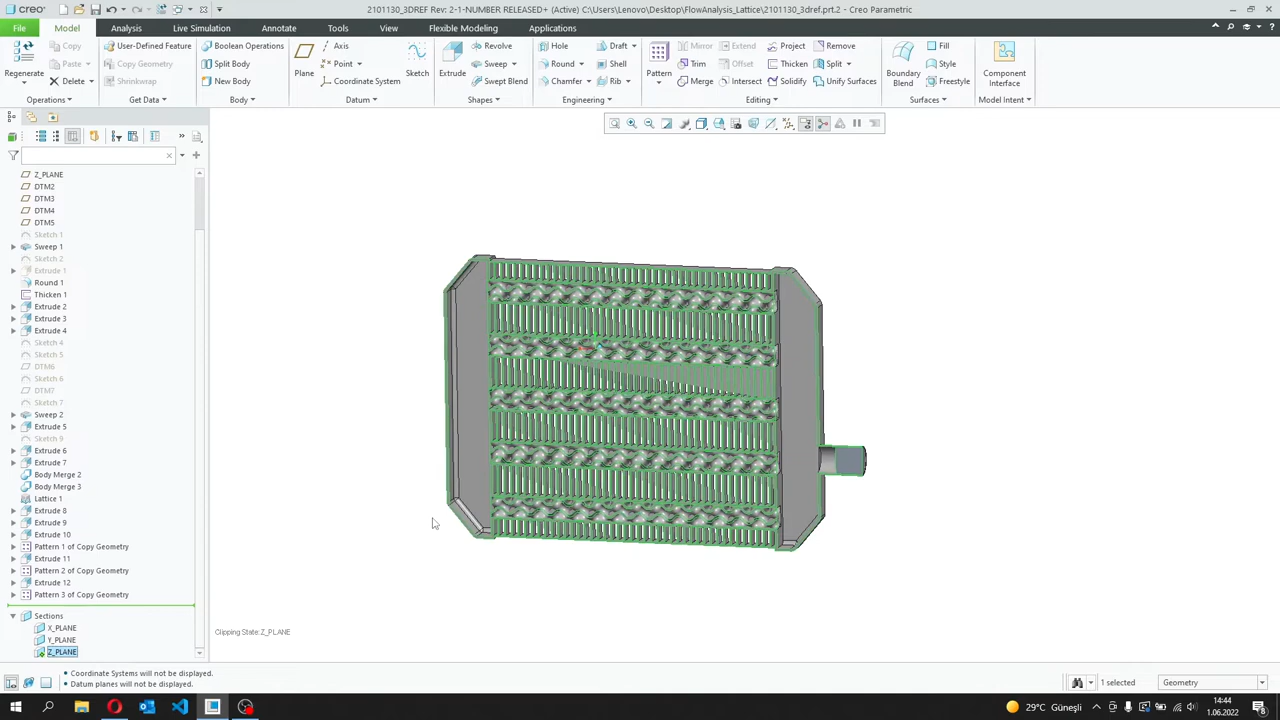 creo
2101130_3DREF Rev: 2-1-NUMBER RELEASED+ (Active) C:\Users\Lenovo\Desktop\FlowAnalysis_Lattice\2101130_3dref.prt.2 - Creo Parametric
File Model Analysis Live Simulation Annotate Tools View Flexible Modeling Applications
Copy User-Defined Feature Boolean Operations Axis Revolve Hole Draft Mirror Extend Project Remove Fill
Regenerate Paste Copy Geometry Split Body Plane Point Sketch Extrude Sweep Round Shell Pattern Trim Offset Thicken Split Boundary Blend Style Component Interface
Delete Shrinkwrap New Body Coordinate System Swept Blend Chamfer Rib Merge Intersect Solidify Unify Surfaces Freestyle
Operations Get Data Body Datum Shapes Engineering Editing Surfaces Model Intent
Z_PLANE
DTM2
DTM3
DTM4
DTM5
Sketch 1
Sweep 1
Sketch 2
Extrude 1
Round 1
Thicken 1
Extrude 2
Extrude 3
Extrude 4
Sketch 4
Sketch 5
DTM6
Sketch 6
DTM7
Sketch 7
Sweep 2
Extrude 5
Sketch 9
Extrude 6
Extrude 7
Body Merge 2
Body Merge 3
Lattice 1
Extrude 8
Extrude 9
Extrude 10
Pattern 1 of Copy Geometry
Extrude 11
Pattern 2 of Copy Geometry
Extrude 12
Pattern 3 of Copy Geometry
Sections
X_PLANE
Y_PLANE
Z_PLANE
Clipping State: Z_PLANE
• Coordinate Systems will not be displayed.
• Datum planes will not be displayed.
1 selected Geometry
29°C Güneşli
14:44
1.06.2022
8